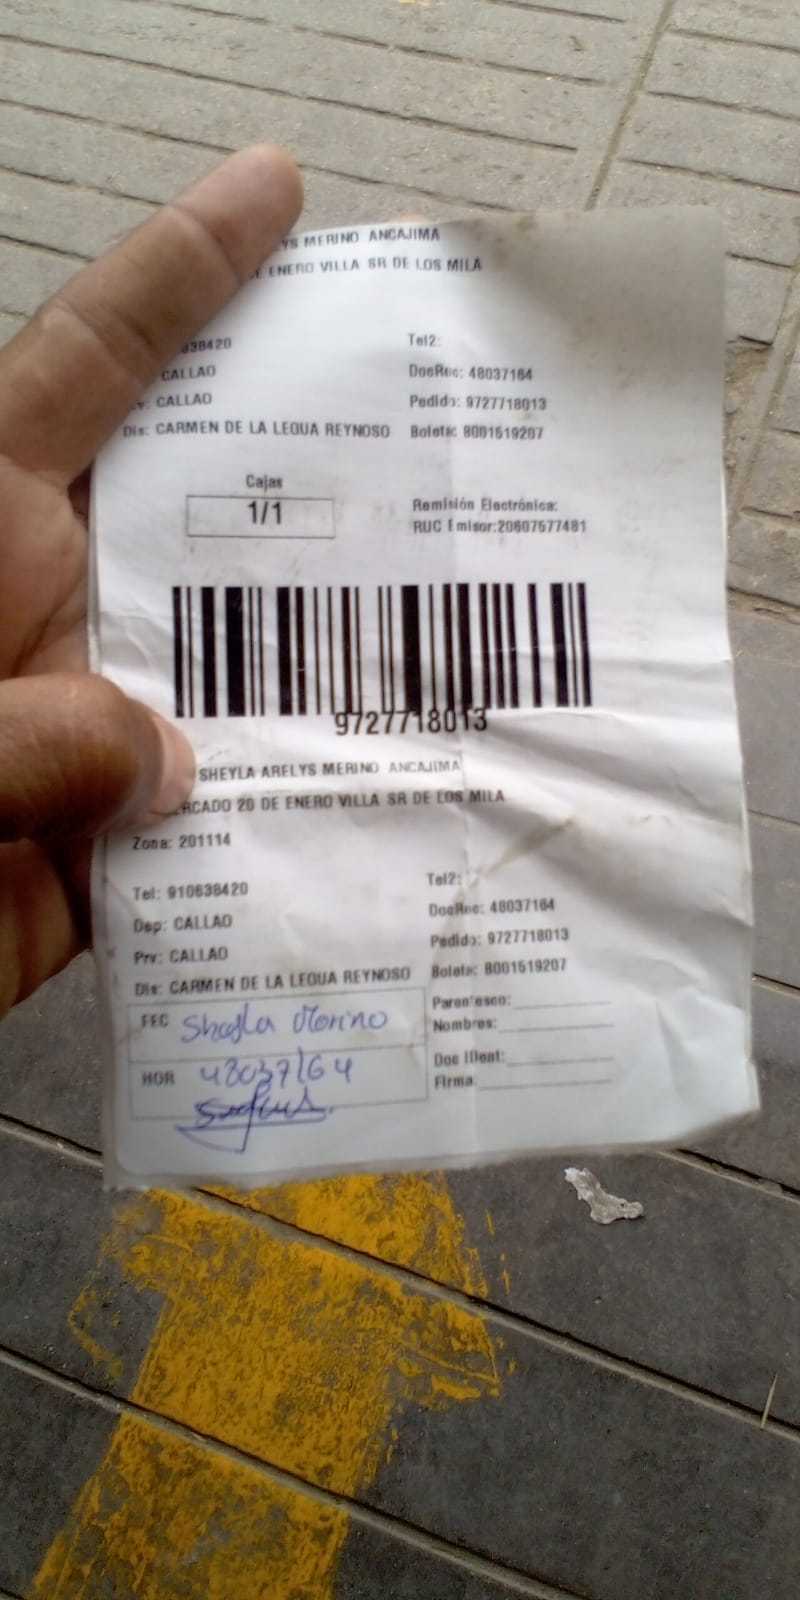 YS MERINO ANCAJIMA
ENERO VILLA SR DE LOS MILA
838420 Tel2:
CALLAO DocRec: 48037164
CALLAO Pedido: 9727718013
Dis: CARMEN DE LA LEGUA REYNOSO Boleta: B001519207
Cajas
1/1
Remisión Electrónica:
RUC Emisor:20607577481
9727718013
SHEYLA ARELYS MERINO ANCAJIMA
RCADO 20 DE ENERO VILLA SR DE LOS MILA
Zona: 201114
Tel: 910638420 Tel2:
Dep: CALLAO DocRec: 48037164
Prv: CALLAO Pedido: 9727718013
Dis: CARMEN DE LA LEGUA REYNOSO Boleta: B001519207
FEC Sheyla Merino
Parentesco:
Nombres:
HOR 48037164
Doc Ident:
Firma: